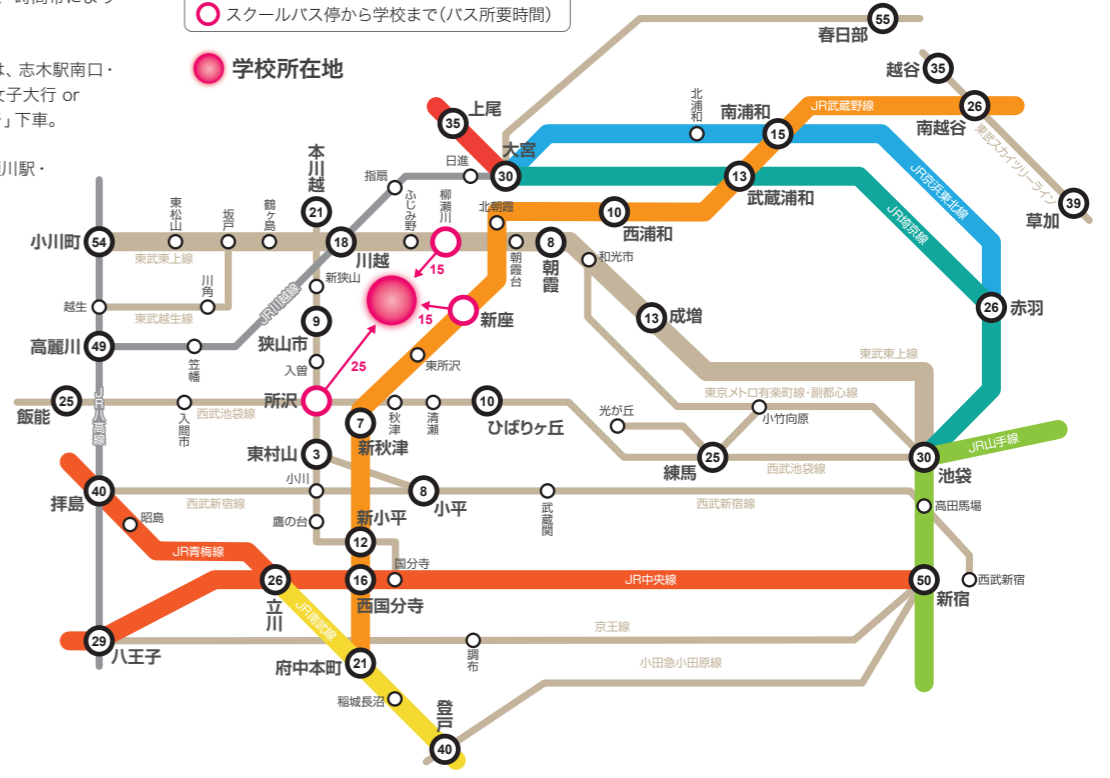 時間帯により
スクールバス停から学校まで（バス所要時間）
は、志木駅南口・
女子大行 or
」下車。
川駅・
学校所在地
55
春日部
越谷
35
26
南越谷
JR武蔵野線
東武スカイツリーライン
39
草加
上尾
35
北浦和
南浦和
15
大宮
30
日進
指扇
13
武蔵浦和
JR京浜東北線
JR埼京線
本川越
21
東松山
坂戸
鶴ヶ島
ふじみ野
柳瀬川
北朝霞
10
西浦和
小川町
54
18
川越
朝霞台
8
朝霞
和光市
東武東上線
15
新狭山
川角
越生
東武越生線
JR川越線
15
新座
13
成増
26
赤羽
高麗川
49
9
狭山市
笠幡
入曽
25
東所沢
東武東上線
JR八高線
飯能
25
入間市
西武池袋線
所沢
秋津
清瀬
10
ひばりヶ丘
東京メトロ有楽町線・副都心線
光が丘
小竹向原
7
新秋津
東村山
3
25
練馬
西武池袋線
30
池袋
JR山手線
小川
8
小平
拝島
40
西武新宿線
武蔵関
西武新宿線
高田馬場
昭島
鷹の台
新小平
12
国分寺
JR青梅線
26
立川
16
西国分寺
JR中央線
50
新宿
西武新宿
JR南武線
29
八王子
京王線
調布
府中本町
21
小田急小田原線
稲城長沼
登戸
40